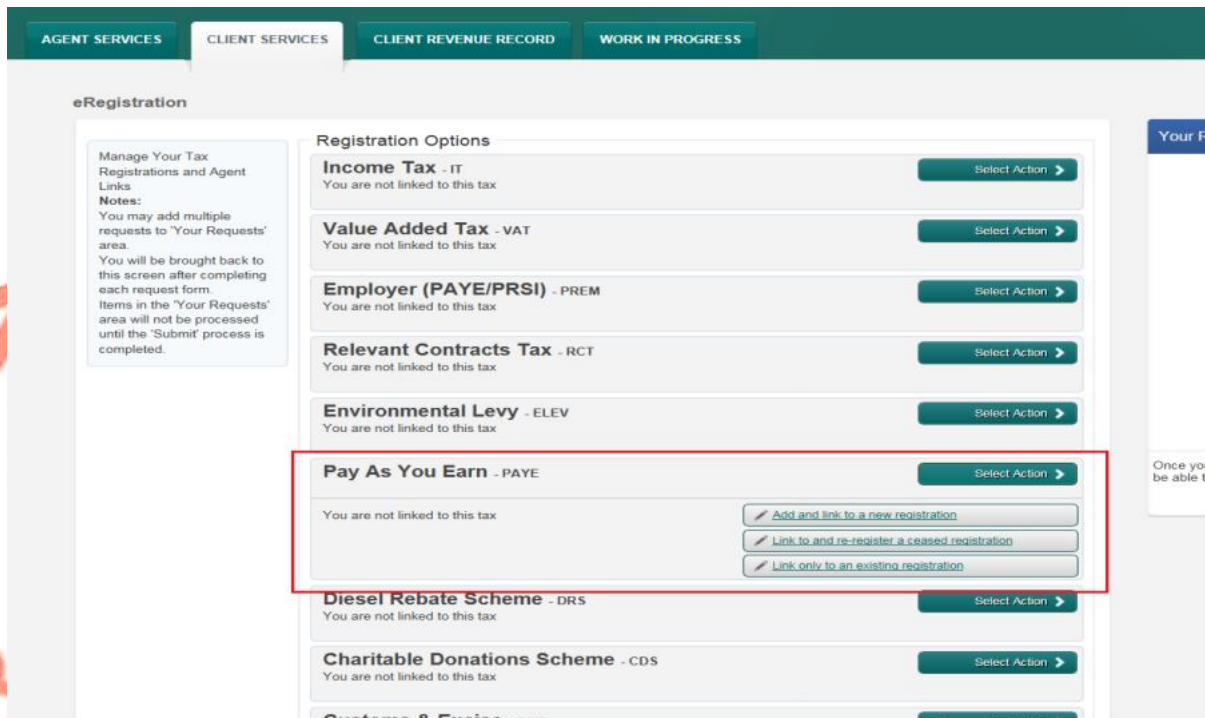 AGENT SERVICES
CLIENT SERVICES
CLIENT REVENUE RECORD
WORK IN PROGRESS
eRegistration
Manage Your Tax
Registrations and Agent
Links
Notes:
You may add multiple
requests to 'Your Requests'
area.
You will be brought back to
this screen after completing
each request form.
Items in the 'Your Requests'
area will not be processed
until the 'Submit' process is
completed.
Registration Options
Income Tax - IT
Select Action
You are not linked to this tax
Value Added Tax - VAT
Select Action
You are not linked to this tax
Employer (PAYE/PRSI) - PREM
Select Action
You are not linked to this tax
Relevant Contracts Tax - RCT
Select Action
You are not linked to this tax
Environmental Levy - ELEV
Select Action
You are not linked to this tax
Pay As You Earn - PAYE
Select Action
You are not linked to this tax
Add and link to a new registration
Link to and re-register a ceased registration
Link only to an existing registration
Diesel Rebate Scheme - DRS
Select Action
You are not linked to this tax
Charitable Donations Scheme - CDS
Select Action
You are not linked to this tax
Your
Once
be able